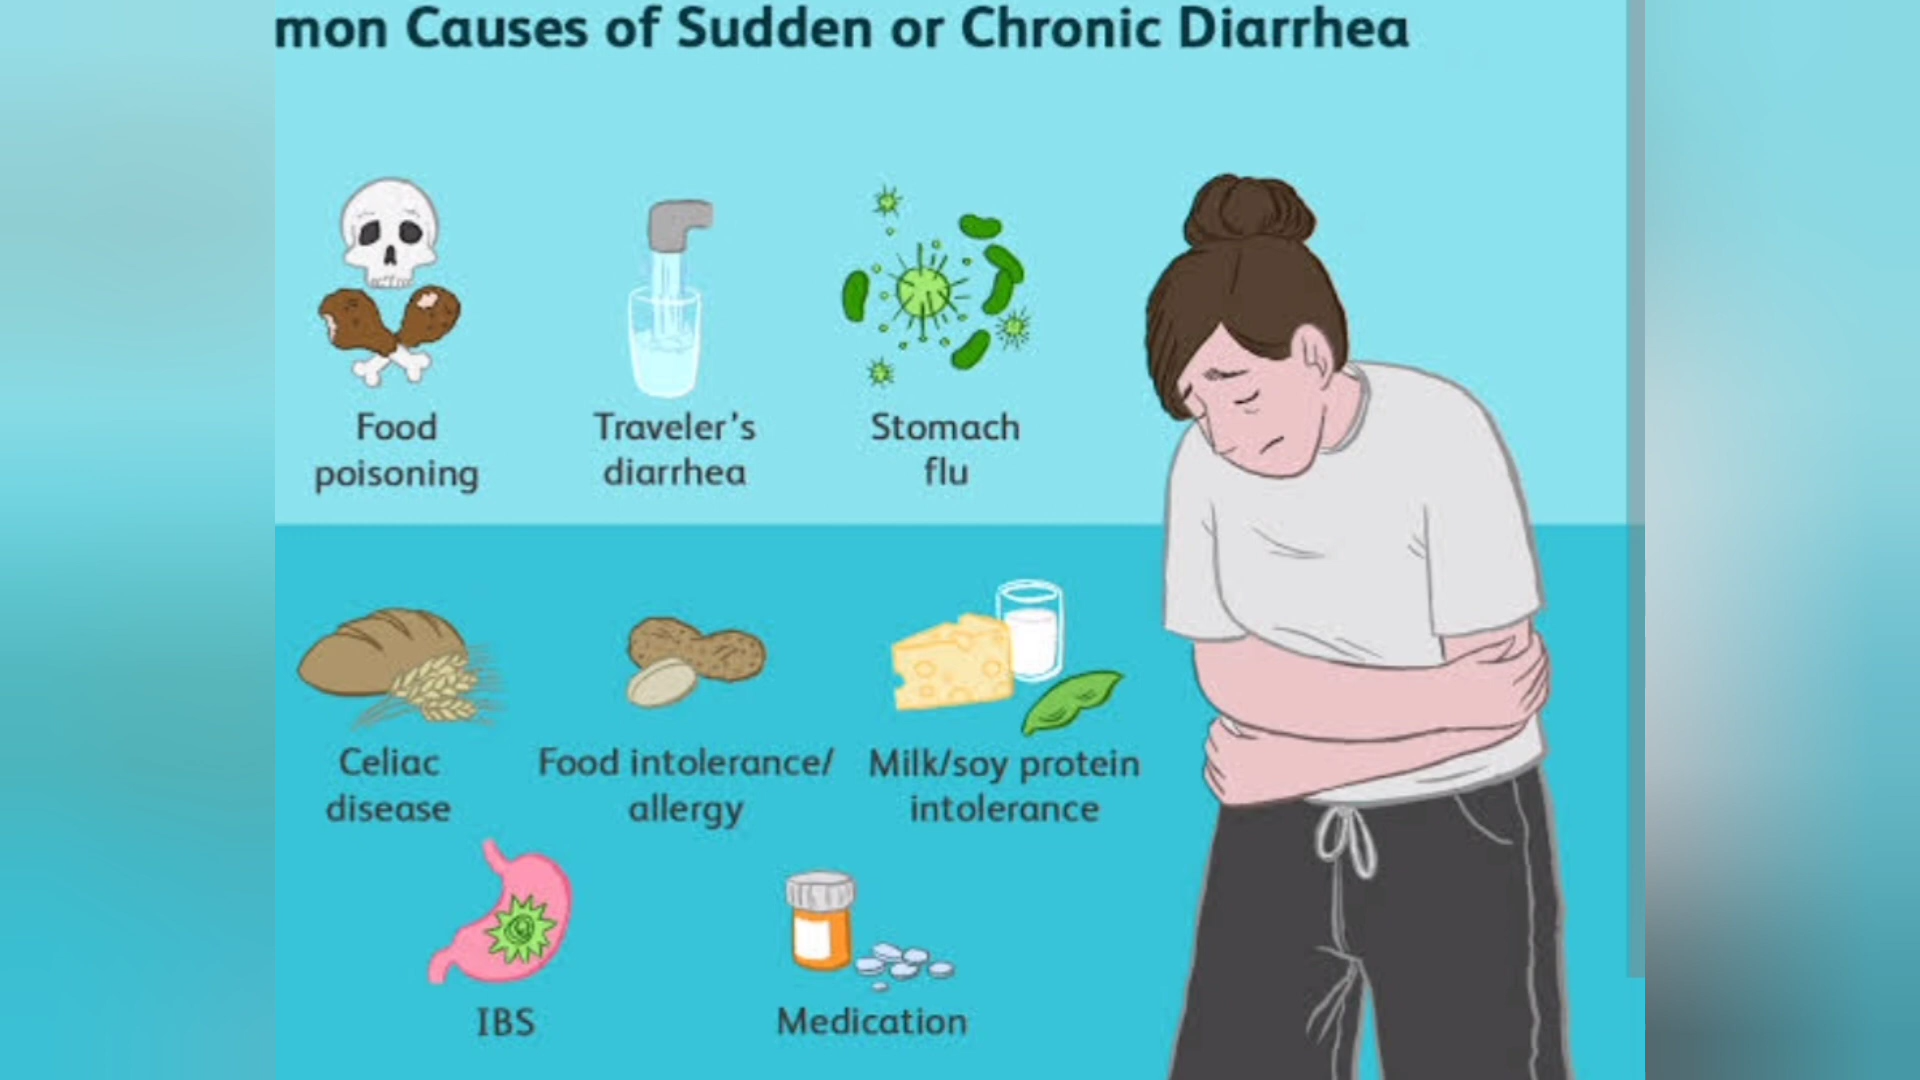 mon Causes of Sudden or Chronic Diarrhea
Food
poisoning
Traveler's
diarrhea
Stomach
flu
Celiac
disease
Food intolerance/
allergy
Milk/soy protein
intolerance
IBS
Medication